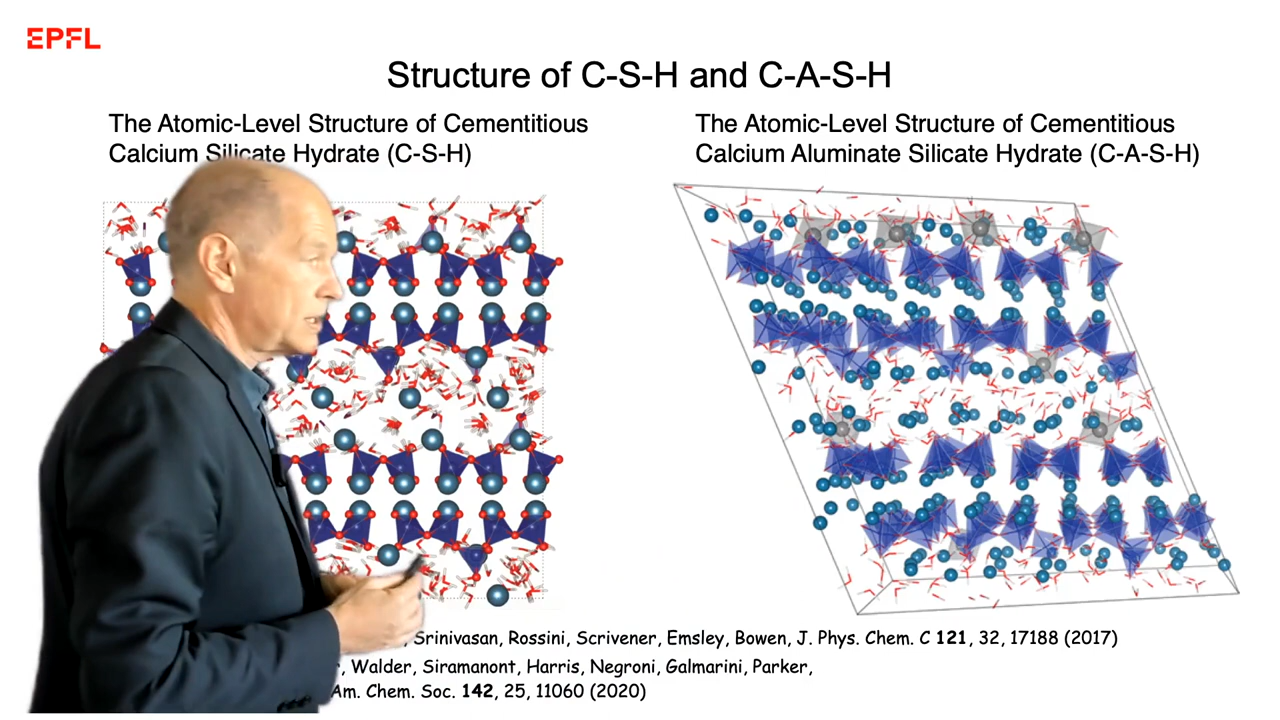 EPFL
Structure of C-S-H and C-A-S-H
The Atomic-Level Structure of Cementitious
Calcium Silicate Hydrate (C-S-H)
The Atomic-Level Structure of Cementitious
Calcium Aluminate Silicate Hydrate (C-A-S-H)
, Srinivasan, Rossini, Scrivener, Emsley, Bowen, J. Phys. Chem. C 121, 32, 17188 (2017)
, Walder, Siramanont, Harris, Negroni, Galmarini, Parker,
Am. Chem. Soc. 142, 25, 11060 (2020)